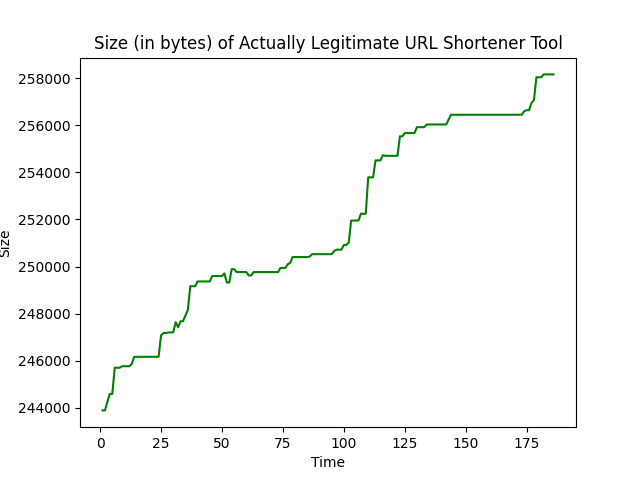 Size (in bytes) of Actually Legitimate URL Shortener Tool
258000
256000
254000
252000
250000
248000
246000
244000
Size
0 25 50 75 100 125 150 175
Time